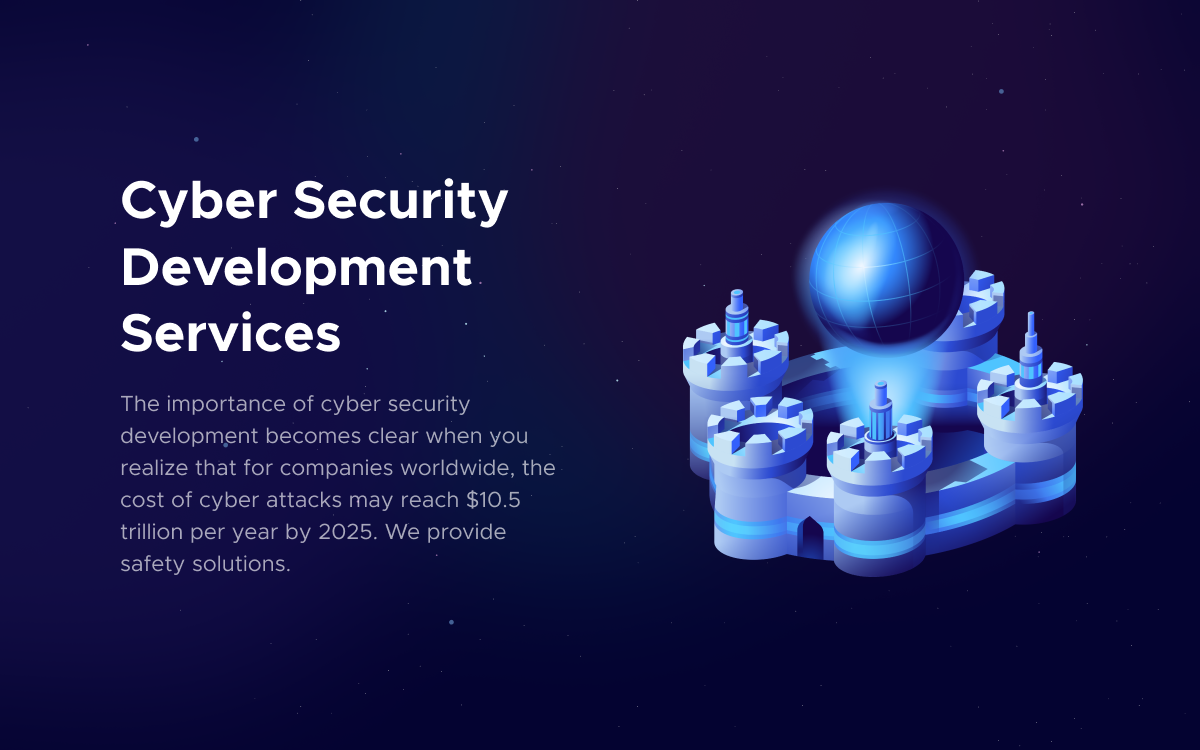 Cyber Security
Development
Services
The importance of cyber security
development becomes clear when you
realize that for companies worldwide, the
cost of cyber attacks may reach $10.5
trillion per year by 2025. We provide
safety solutions.